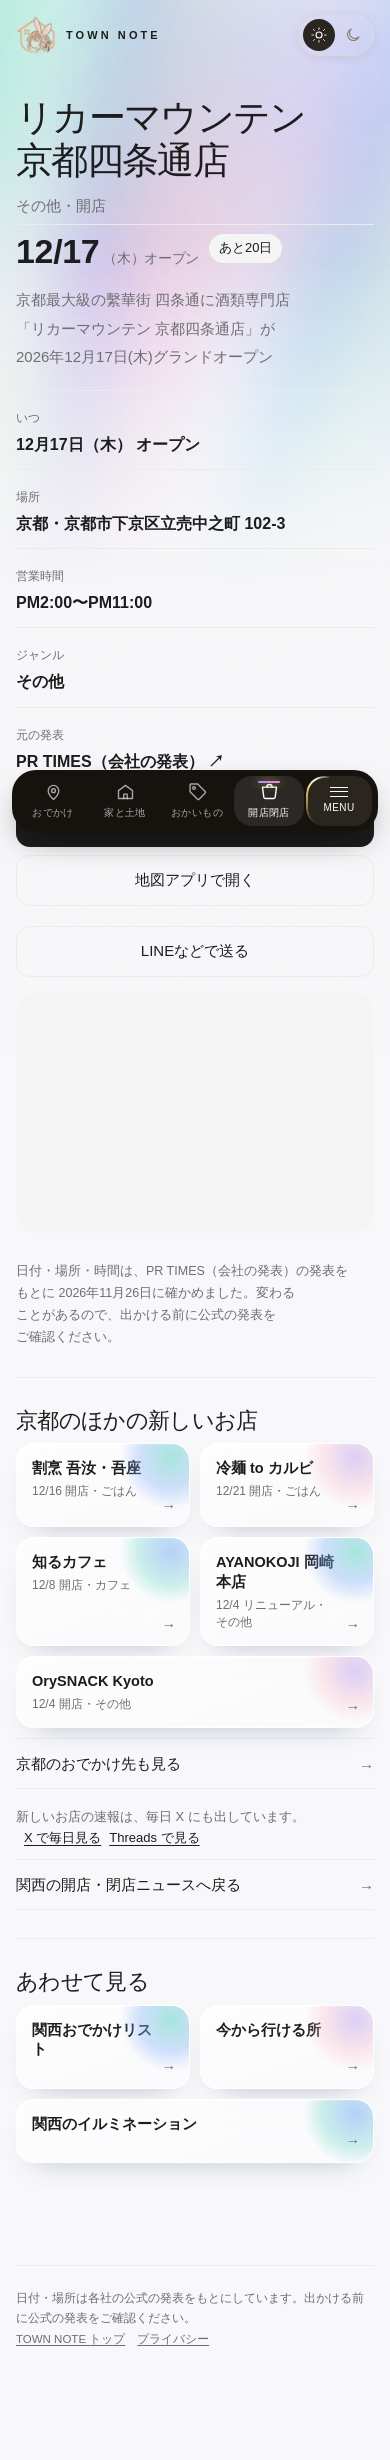 TOWN NOTE
リカーマウンテン
京都四条通店
その他・開店
12/17 （木）オープン あと20日
京都最大級の繫華街 四条通に酒類専門店
「リカーマウンテン 京都四条通店」が
2026年12月17日(木)グランドオープン
いつ
12月17日（木） オープン
場所
京都・京都市下京区立売中之町 102-3
営業時間
PM2:00〜PM11:00
ジャンル
その他
元の発表
PR TIMES（会社の発表） ↗
おでかけ 家と土地 おかいもの 開店閉店 MENU
地図アプリで開く
LINEなどで送る
日付・場所・時間は、PR TIMES（会社の発表）の発表を
もとに 2026年11月26日に確かめました。変わる
ことがあるので、出かける前に公式の発表を
ご確認ください。
京都のほかの新しいお店
割烹 吾汝・吾座
12/16 開店・ごはん
→
冷麺 to カルビ
12/21 開店・ごはん
→
知るカフェ
12/8 開店・カフェ
→
AYANOKOJI 岡崎
本店
12/4 リニューアル・
その他
→
OrySNACK Kyoto
12/4 開店・その他
→
京都のおでかけ先も見る →
新しいお店の速報は、毎日 X にも出しています。
X で毎日見る Threads で見る
関西の開店・閉店ニュースへ戻る →
あわせて見る
関西おでかけリス
ト
→
今から行ける所
→
関西のイルミネーション
→
日付・場所は各社の公式の発表をもとにしています。出かける前
に公式の発表をご確認ください。
TOWN NOTE トップ プライバシー